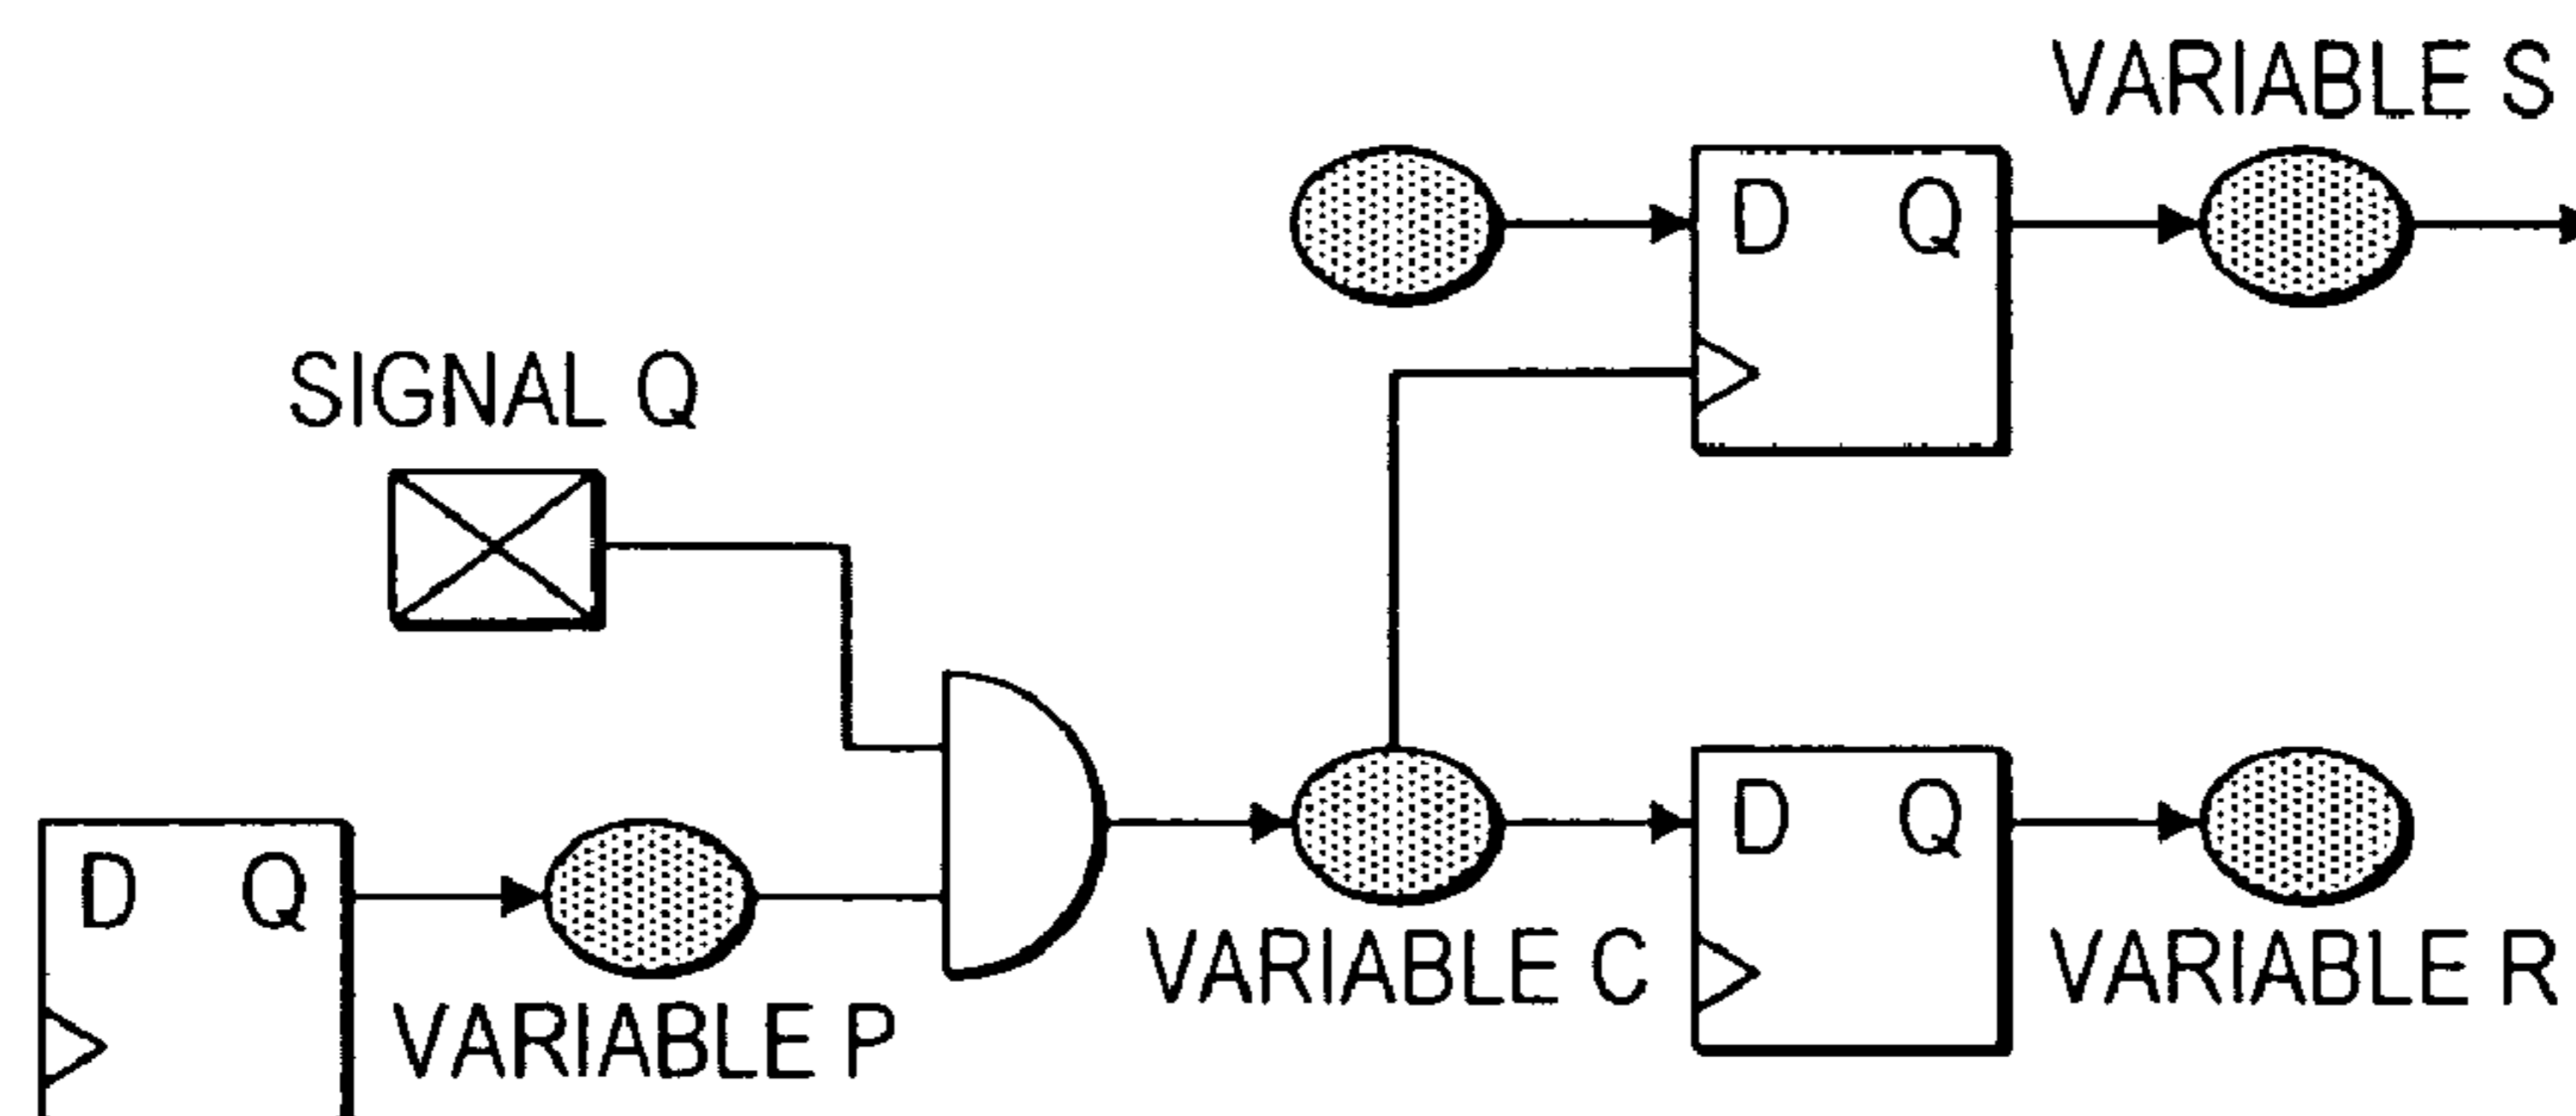 VARIABLE S
D Q
SIGNAL Q
D Q
D Q
VARIABLE C
VARIABLE R
VARIABLE P